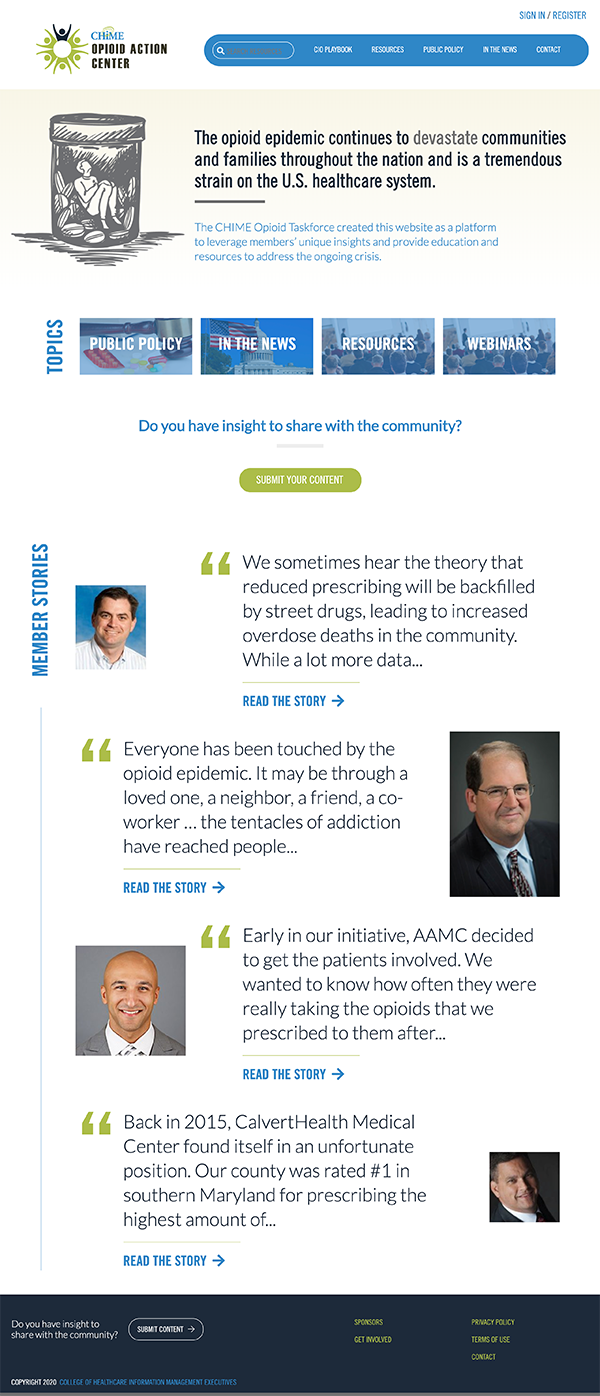 SIGN IN / REGISTER
CHiME
OPIOID ACTION
CENTER
CIO PLAYBOOK
RESOURCES
PUBLIC POLICY
IN THE NEWS
CONTACT
The opioid epidemic continues to devastate communities
and families throughout the nation and is a tremendous
strain on the U.S. healthcare system.
The CHIME Opioid Taskforce created this website as a platform
to leverage members' unique insights and provide education and
resources to address the ongoing crisis.
TOPICS
PUBLIC POLICY
IN THE NEWS
RESOURCES
WEBINARS
Do you have insight to share with the community?
SUBMIT YOUR CONTENT
MEMBER STORIES
“ We sometimes hear the theory that
reduced prescribing will be backfilled
by street drugs, leading to increased
overdose deaths in the community.
While a lot more data...
READ THE STORY →
“ Everyone has been touched by the
opioid epidemic. It may be through a
loved one, a neighbor, a friend, a co-
worker … the tentacles of addiction
have reached people...
READ THE STORY →
“ Early in our initiative, AAMC decided
to get the patients involved. We
wanted to know how often they were
really taking the opioids that we
prescribed to them after...
READ THE STORY →
“ Back in 2015, CalvertHealth Medical
Center found itself in an unfortunate
position. Our county was rated #1 in
southern Maryland for prescribing the
highest amount of...
READ THE STORY →
Do you have insight to
share with the community?
SUBMIT CONTENT →
SPONSORS
GET INVOLVED
PRIVACY POLICY
TERMS OF USE
CONTACT
COPYRIGHT 2020 COLLEGE OF HEALTHCARE INFORMATION MANAGEMENT EXECUTIVES